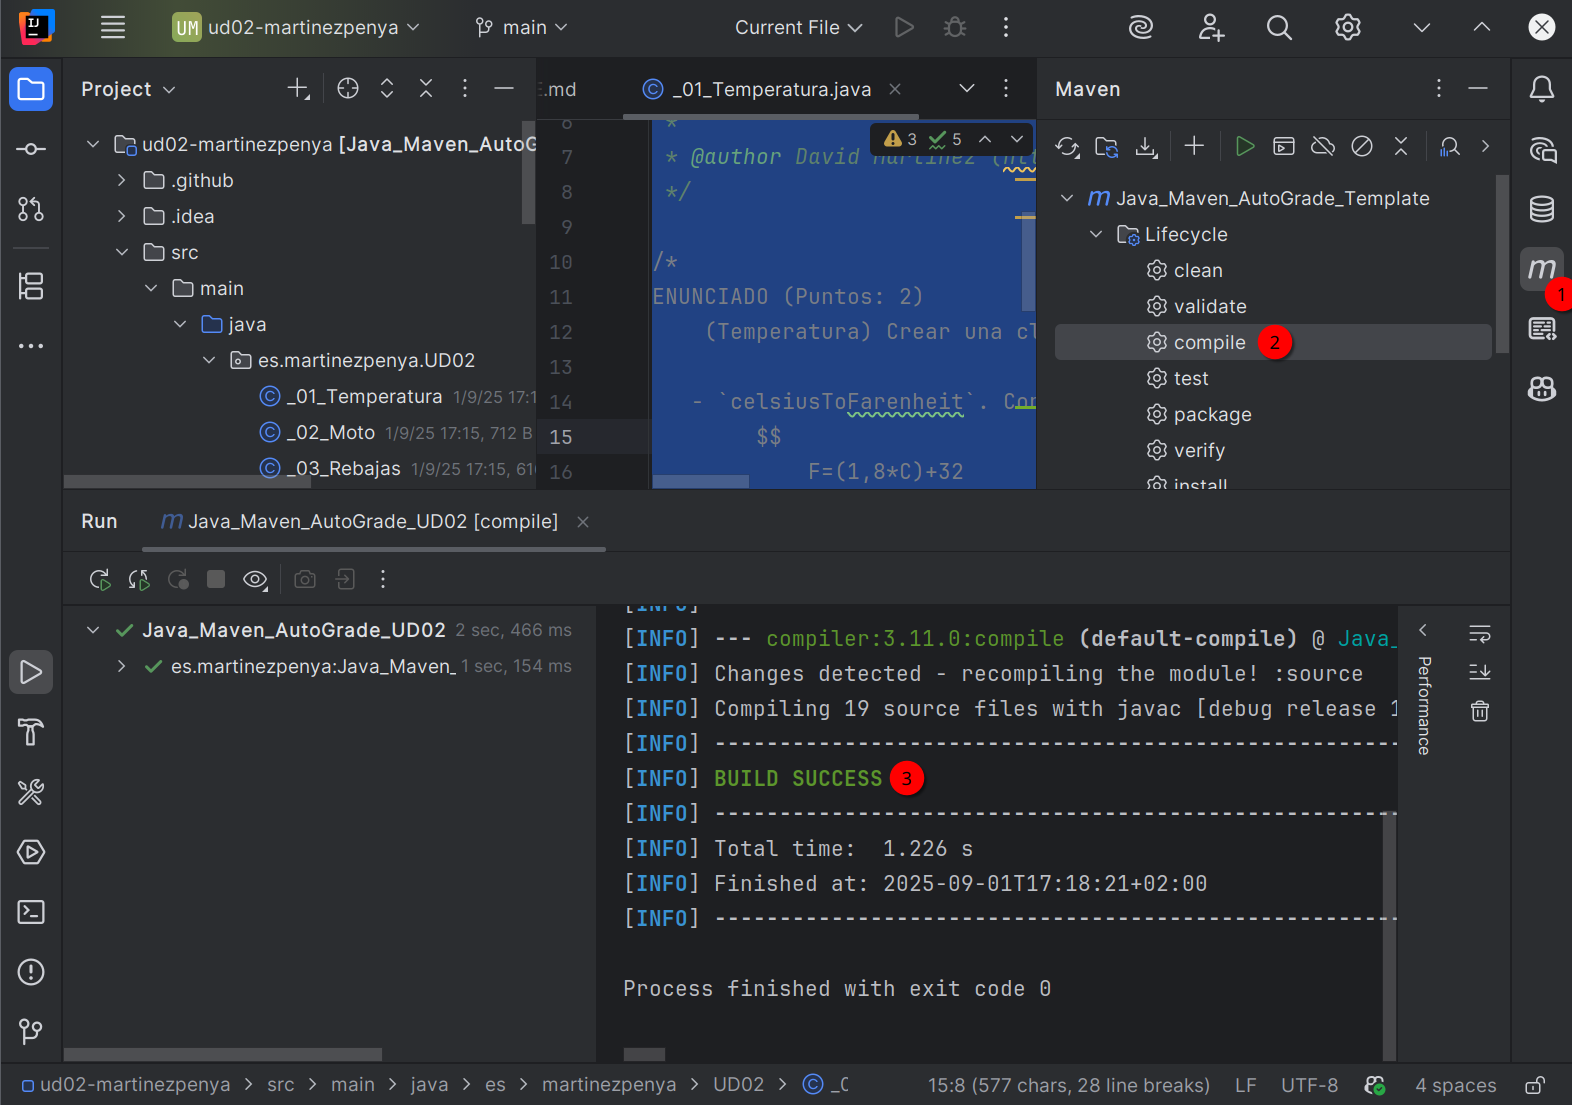 UM ud02-martinezpenya main Current File
Project
.md _01_Temperatura.java
Maven
ud02-martinezpenya [Java_Maven_AutoG
.github
.idea
src
main
java
es.martinezpenya.UD02
_01_Temperatura 1/9/25 17:1
_02_Moto 1/9/25 17:15, 712 B
_03_Rebajas 1/9/25 17:15, 61
6 *
7 * @author David Martinez (htt
8 */
9
10 /*
11 ENUNCIADO (Puntos: 2)
12 (Temperatura) Crear una cl
13
14 - `celsiusToFarenheit`. Con
15 $$
16 F=(1,8*C)+32
3 5
Java_Maven_AutoGrade_Template
Lifecycle
clean
validate
compile 2
test
package
verify
install
m 1
Run Java_Maven_AutoGrade_UD02 [compile]
Java_Maven_AutoGrade_UD02 2 sec, 466 ms
es.martinezpenya:Java_Maven_ 1 sec, 154 ms
[INFO]
[INFO] --- compiler:3.11.0:compile (default-compile) @ Java_
[INFO] Changes detected - recompiling the module! :source
[INFO] Compiling 19 source files with javac [debug release 1
[INFO] -----------------------------------------------------
[INFO] BUILD SUCCESS 3
[INFO] -----------------------------------------------------
[INFO] Total time:  1.226 s
[INFO] Finished at: 2025-09-01T17:18:21+02:00
[INFO] -----------------------------------------------------
Process finished with exit code 0
Performance
ud02-martinezpenya > src > main > java > es > martinezpenya > UD02 > _0 15:8 (577 chars, 28 line breaks) LF UTF-8 4 spaces